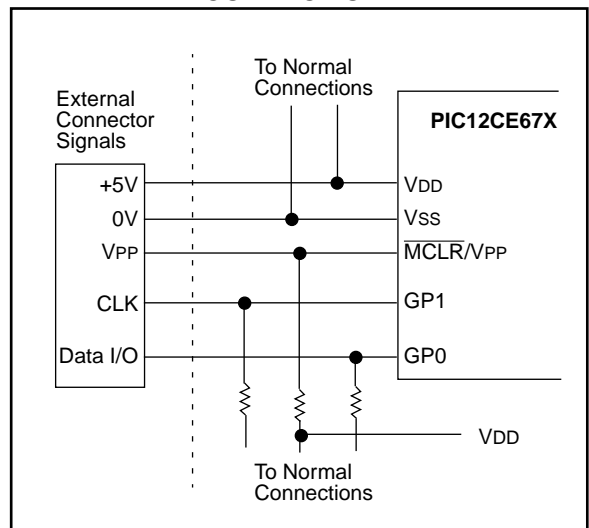 To Normal
Connections
External
Connector
Signals
PIC12CE67X
+5V
VDD
0V
VSS
VPP
MCLR/VPP
CLK
GP1
Data I/O
GP0
VDD
To Normal
Connections